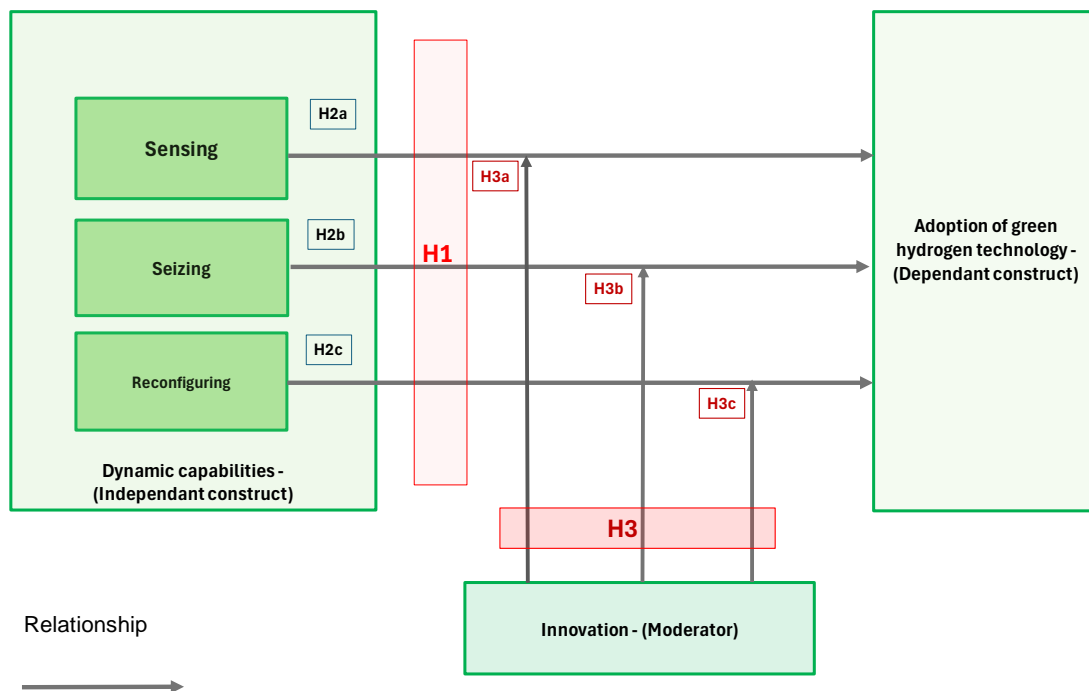 H2a
Sensing
H3a
H2b
Seizing
H1
H3b
Adoption of green
hydrogen technology -
(Dependant construct)
H2c
Reconfiguring
H3c
Dynamic capabilities -
(Independant construct)
H3
Innovation - (Moderator)
Relationship